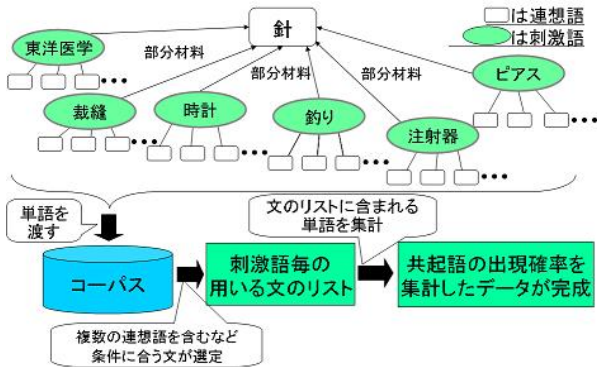 針
は連想語
は刺激語
東洋医学
部分材料
部分材料
部分材料
ピアス
裁縫
時計
釣り
注射器
単語を
渡す
文のリストに含まれる
単語を集計
コーパス
刺激語毎の
用いる文のリスト
共起語の出現確率を
集計したデータが完成
複数の連想語を含むなど
条件に合う文が選定